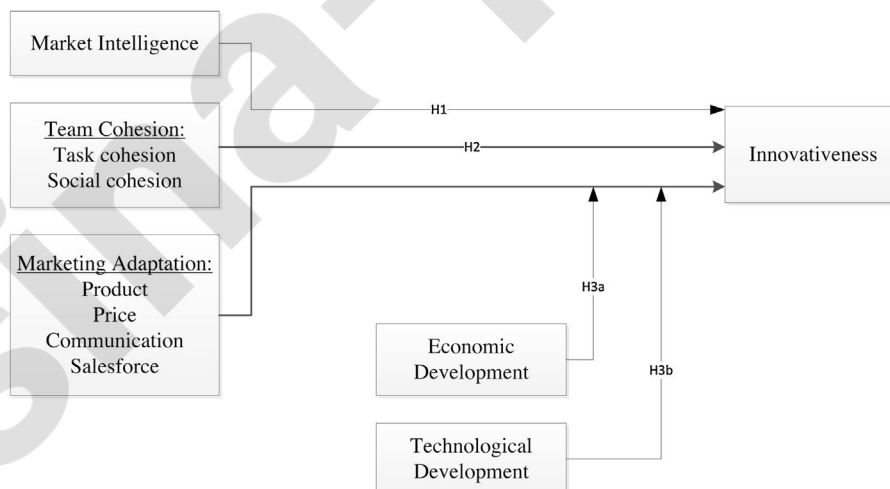 Market Intelligence
Team Cohesion:
Task cohesion
Social cohesion
Marketing Adaptation:
Product
Price
Communication
Salesforce
H1
H2
Innovativeness
H3a
H3b
Economic
Development
Technological
Development